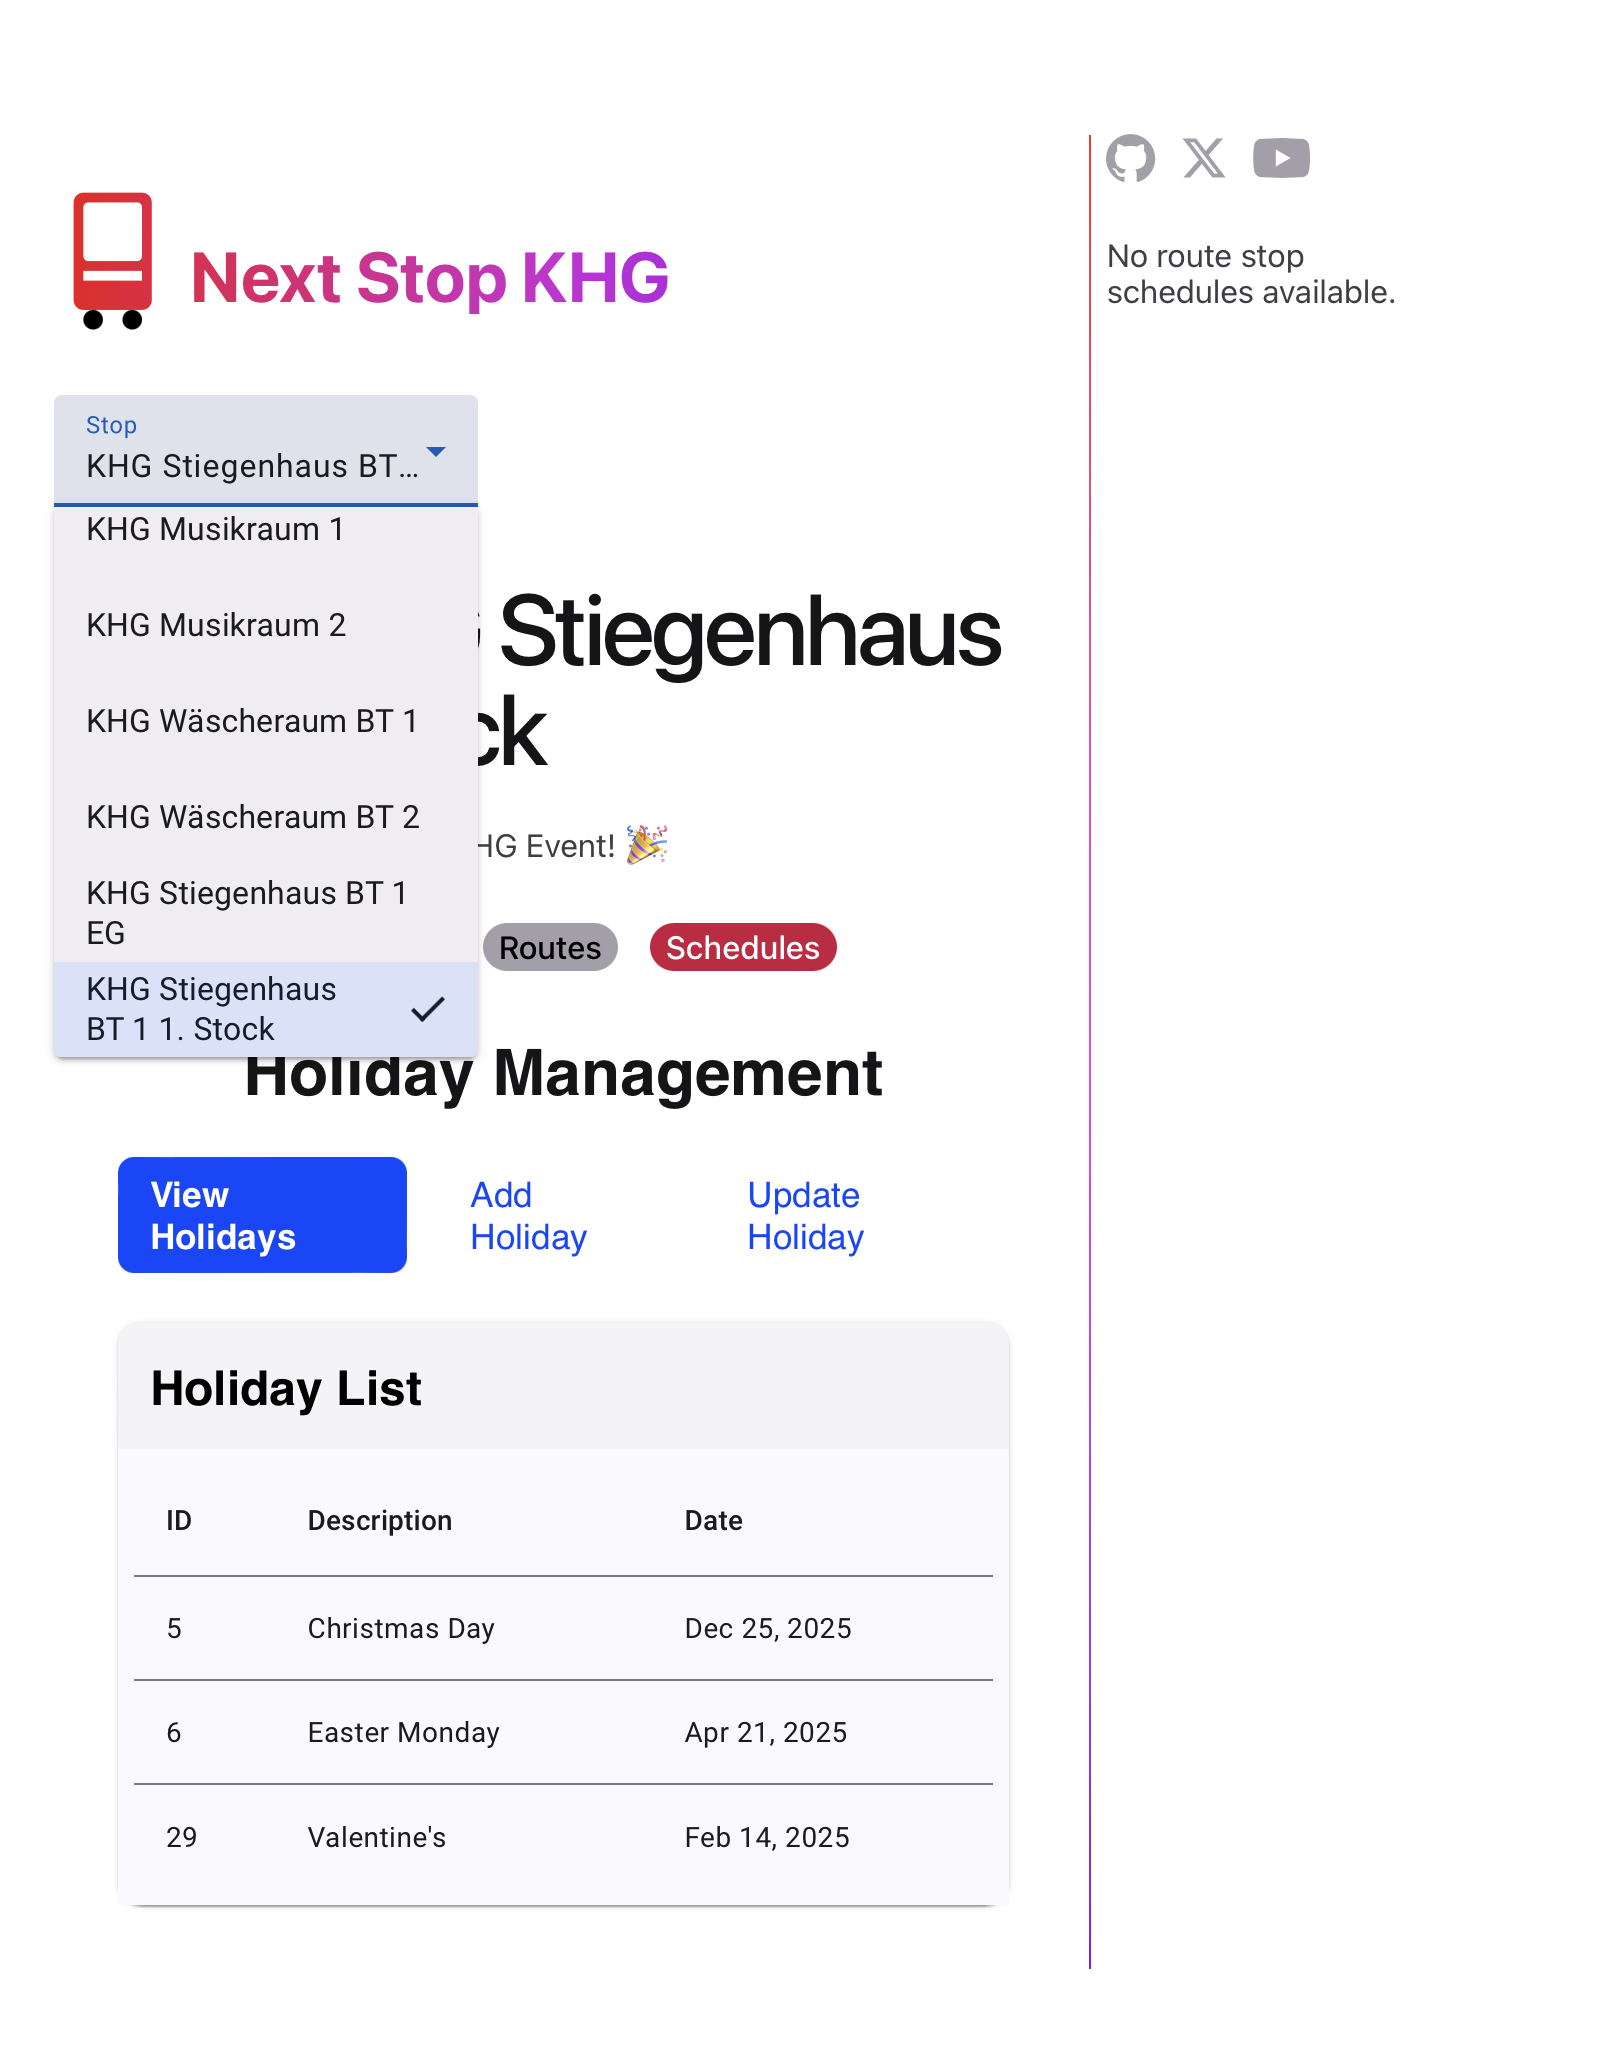 Next Stop KHG
Stop
KHG Stiegenhaus BT...
KHG Musikraum 1
KHG Musikraum 2
KHG Wäscheraum BT 1
KHG Wäscheraum BT 2
KHG Stiegenhaus BT 1
EG
KHG Stiegenhaus
BT 1 1. Stock
Stiegenhaus
ck
HG Event! 🎉
Routes
Schedules
Holiday Management
View
Holidays
Add
Holiday
Update
Holiday
Holiday List
ID Description Date
5 Christmas Day Dec 25, 2025
6 Easter Monday Apr 21, 2025
29 Valentine's Feb 14, 2025
No route stop
schedules available.